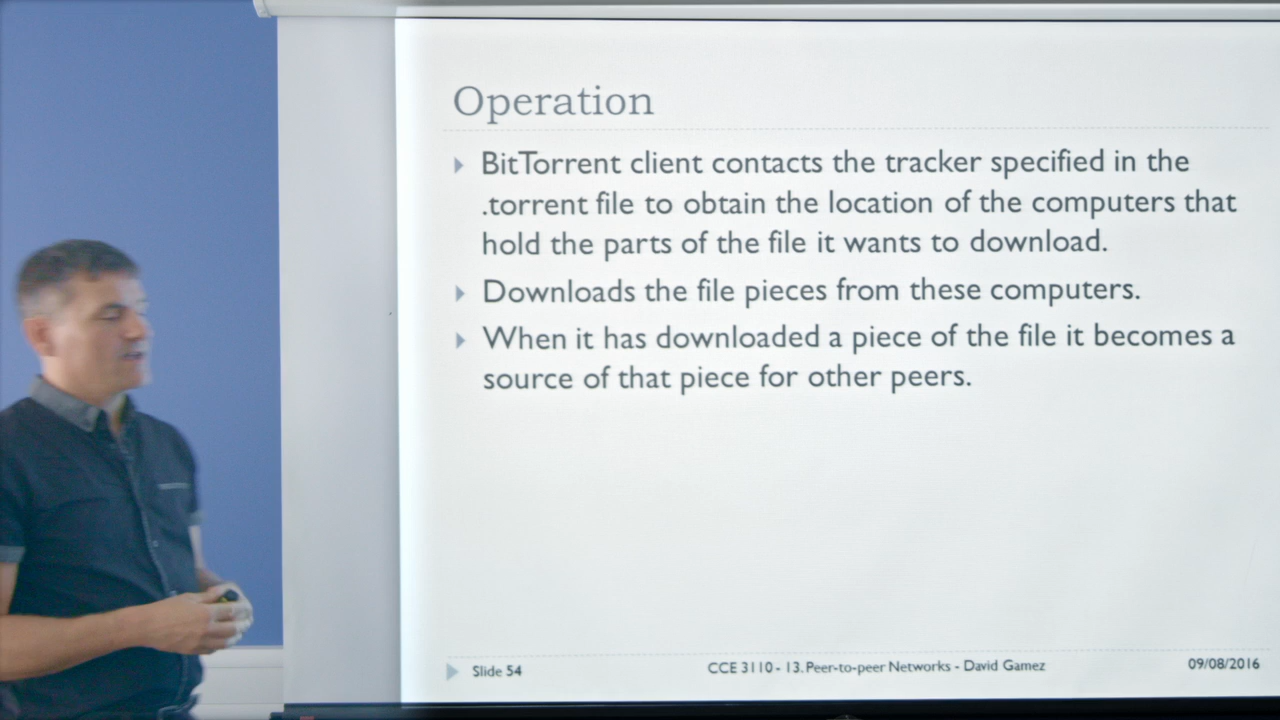 Operation
BitTorrent client contacts the tracker specified in the
.torrent file to obtain the location of the computers that
hold the parts of the file it wants to download.
Downloads the file pieces from these computers.
When it has downloaded a piece of the file it becomes a
source of that piece for other peers.
Slide 54
CCE 3110 - 13. Peer-to-peer Networks - David Gamez
09/08/2016